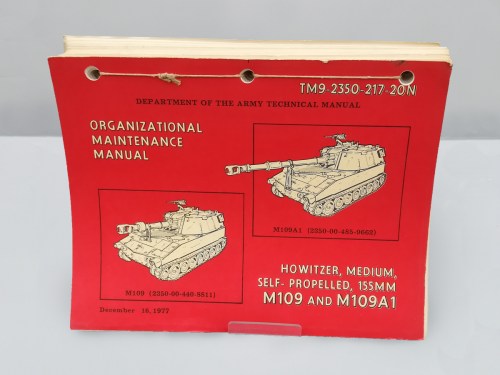 TM9-2350-217-20N
DEPARTMENT OF THE ARMY TECHNICAL MANUAL
ORGANIZATIONAL
MAINTENANCE
MANUAL
M109A1 (2350-00-485-9662)
M109 (2350-00-440-8811)
HOWITZER, MEDIUM,
SELF- PROPELLED, 155MM
M109 AND M109A1
December 16, 1977